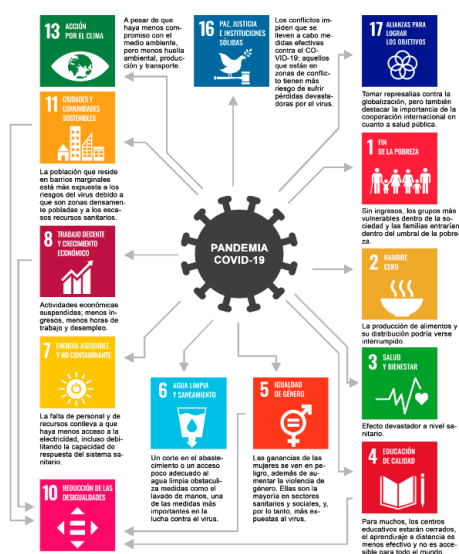 13 ACCIÓN
POR EL CLIMA
A pesar de que
haya menos com-
promiso con el
medio ambiente,
pero menos huella
ambiental, produc-
ción y transporte.
16 PAZ, JUSTICIA
E INSTITUCIONES
SÓLIDAS
Los conflictos im-
piden que se
lleven a cabo me-
didas efectivas
contra el CO-
VID-19; aquellos
que están en
zonas de conflic-
to tienen más
riesgo de sufrir
pérdidas devasta-
doras por el virus.
17 ALIANZAS PARA
LOGRAR
LOS OBJETIVOS
Tomar represalias contra la
globalización, pero también
destacar la importancia de la
cooperación internacional en
cuanto a salud pública.
11 CIUDADES Y
COMUNIDADES
SOSTENIBLES
La población que reside
en barrios marginales
está más expuesta a los
riesgos del virus debido a
que son zonas densamen-
te pobladas y a los esca-
sos recursos sanitarios.
1 FIN
DE LA POBREZA
Sin ingresos, los grupos más
vulnerables dentro de la so-
ciedad y las familias entrarían
dentro del umbral de la pobre-
za.
PANDEMIA
COVID-19
8 TRABAJO DECENTE
Y CRECIMIENTO
ECONÓMICO
Actividades económicas
suspendidas; menos in-
gresos, menos horas de
trabajo y desempleo.
2 HAMBRE
CERO
La producción de alimentos y
su distribución podría verse
interrumpido.
7 ENERGÍA ASEQUIBLE
Y NO CONTAMINANTE
La falta de personal y de
recursos conlleva a que
haya menos acceso a la
electricidad, incluso debi-
litando la capacidad de
respuesta del sistema sa-
nitario.
6 AGUA LIMPIA
Y SANEAMIENTO
Un corte en el abaste-
cimiento o un acceso
poco adecuado al
agua limpia obstaculi-
za medidas como el
lavado de manos, una
de las medidas más
importantes en la
lucha contra el virus.
5 IGUALDAD
DE GÉNERO
Las ganancias de las
mujeres se ven en pe-
ligro, además de au-
mentar la violencia de
género. Ellas son la
mayoría en sectores
sanitarios y sociales, y,
por lo tanto, más ex-
puestas al virus.
3 SALUD
Y BIENESTAR
Efecto devastador a nivel sa-
nitario.
4 EDUCACIÓN
DE CALIDAD
Para muchos, los centros
educativos estarán cerrados,
el aprendizaje a distancia es
menos efectivo y no es acce-
sible para todo el mundo.
10 REDUCCIÓN DE LAS
DESIGUALDADES